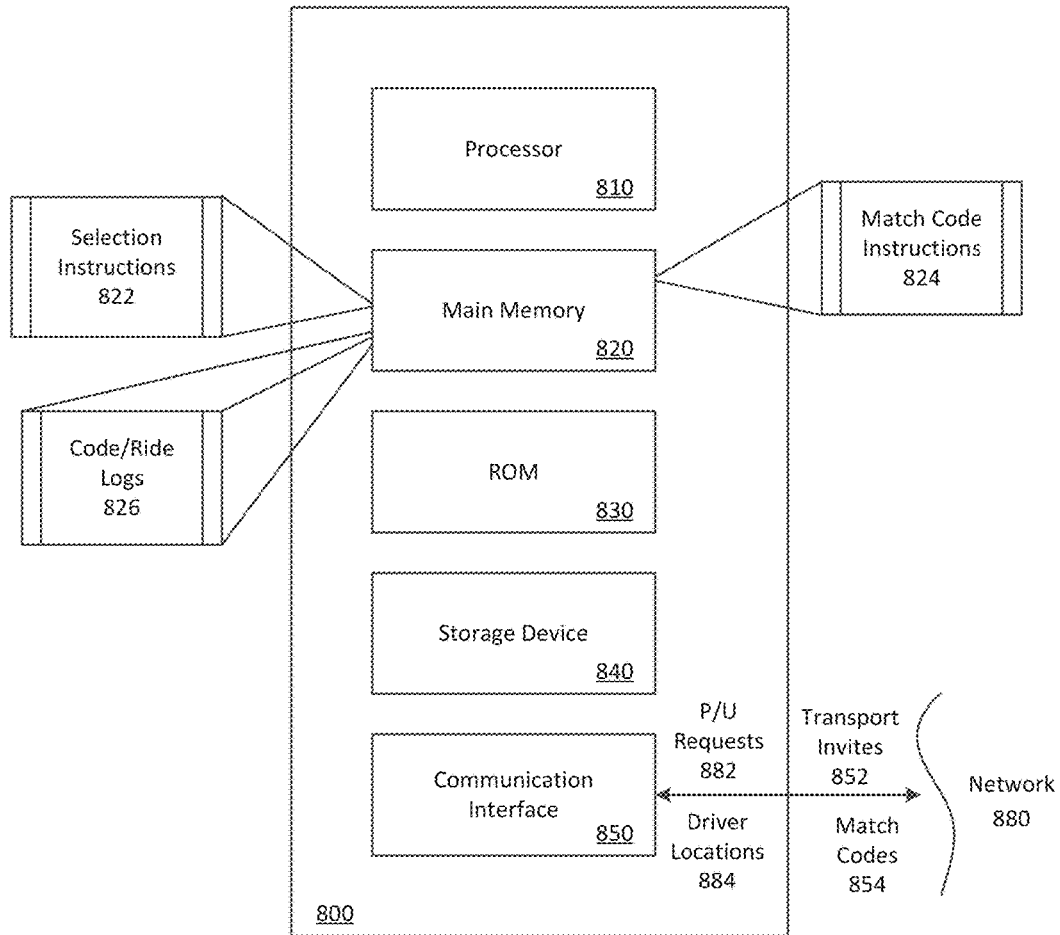 Processor
810
Selection
Instructions
822
Match Code
Instructions
824
Main Memory
820
Code/Ride
Logs
826
ROM
830
Storage Device
840
P/U
Requests
882
Transport
Invites
852
Communication
Interface
850
Network
880
Driver
Locations
884
Match
Codes
854
800